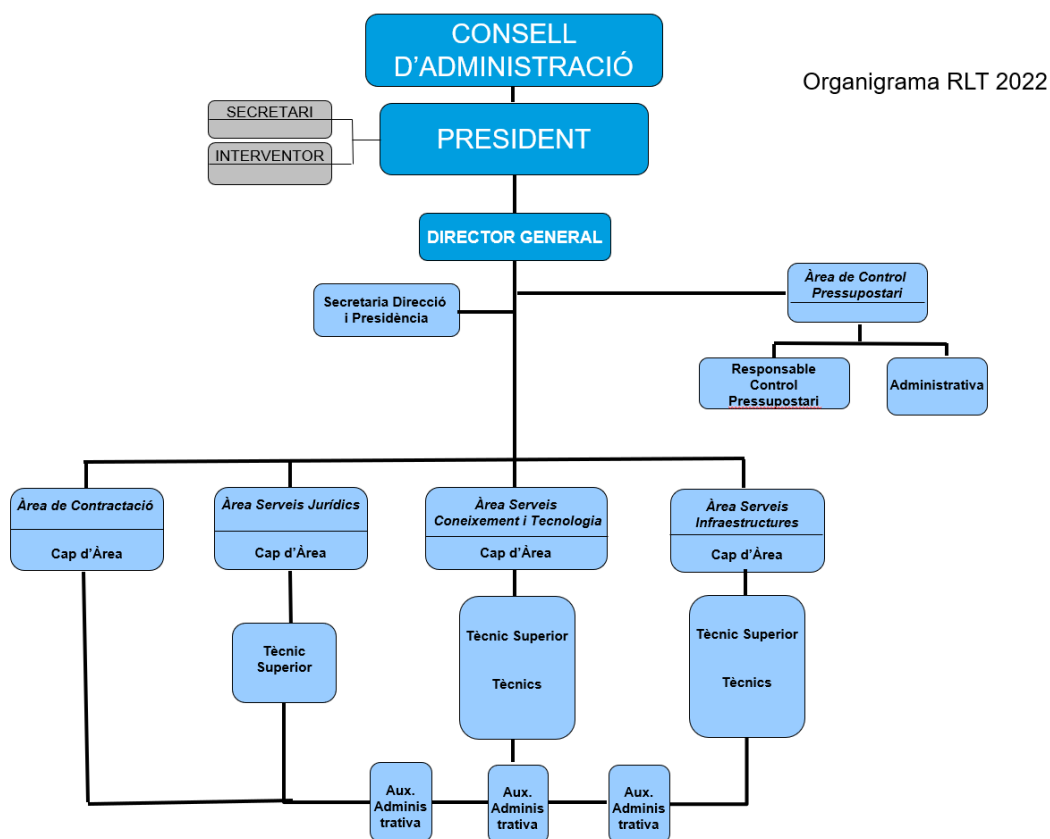 CONSELL
D'ADMINISTRACIÓ
Organigrama RLT 2022
SECRETARI
PRESIDENT
INTERVENTOR
DIRECTOR GENERAL
Àrea de Control
Pressupostari
Secretaria Direcció
i Presidència
Responsable
Control
Pressupostari
Administrativa
Àrea de Contractació
Cap d'Àrea
Àrea Serveis Jurídics
Cap d'Àrea
Àrea Serveis
Coneixement i Tecnologia
Cap d'Àrea
Àrea Serveis
Infraestructures
Cap d'Àrea
Tècnic
Superior
Tècnic Superior
Tècnics
Tècnic Superior
Tècnics
Aux.
Adminis
trativa
Aux.
Adminis
trativa
Aux.
Adminis
trativa